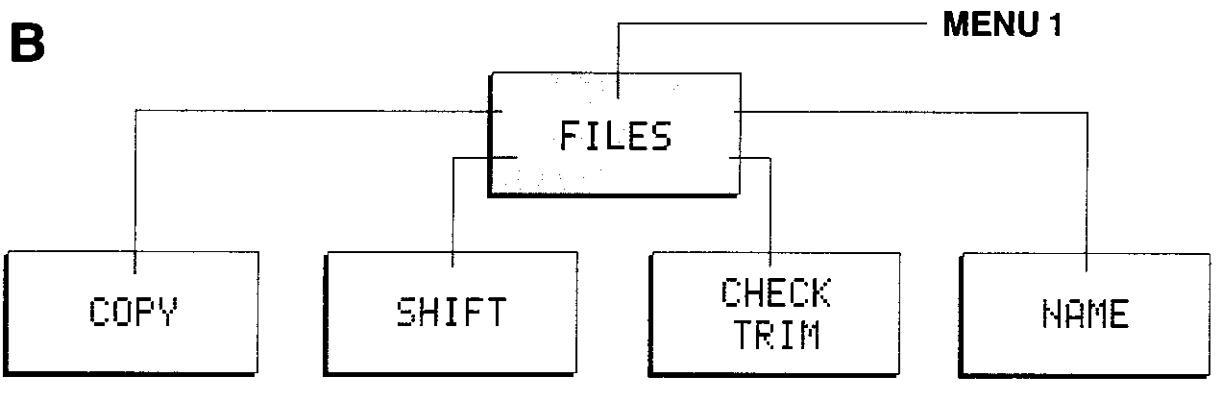 B
MENU 1
FILES
COPY
SHIFT
CHECK
TRIM
NAME